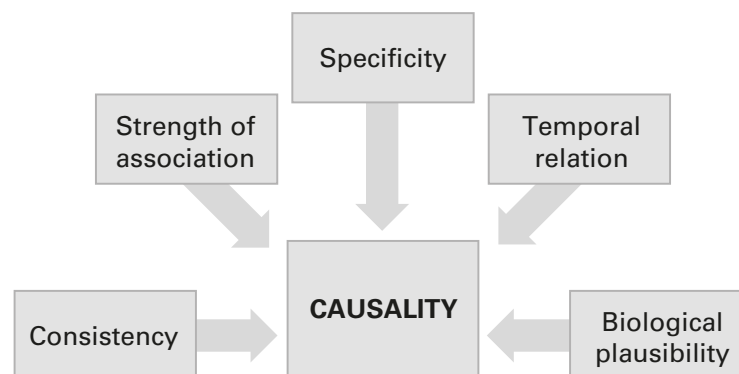 Specificity
Strength of
association
Temporal
relation
Consistency
CAUSALITY
Biological
plausibility